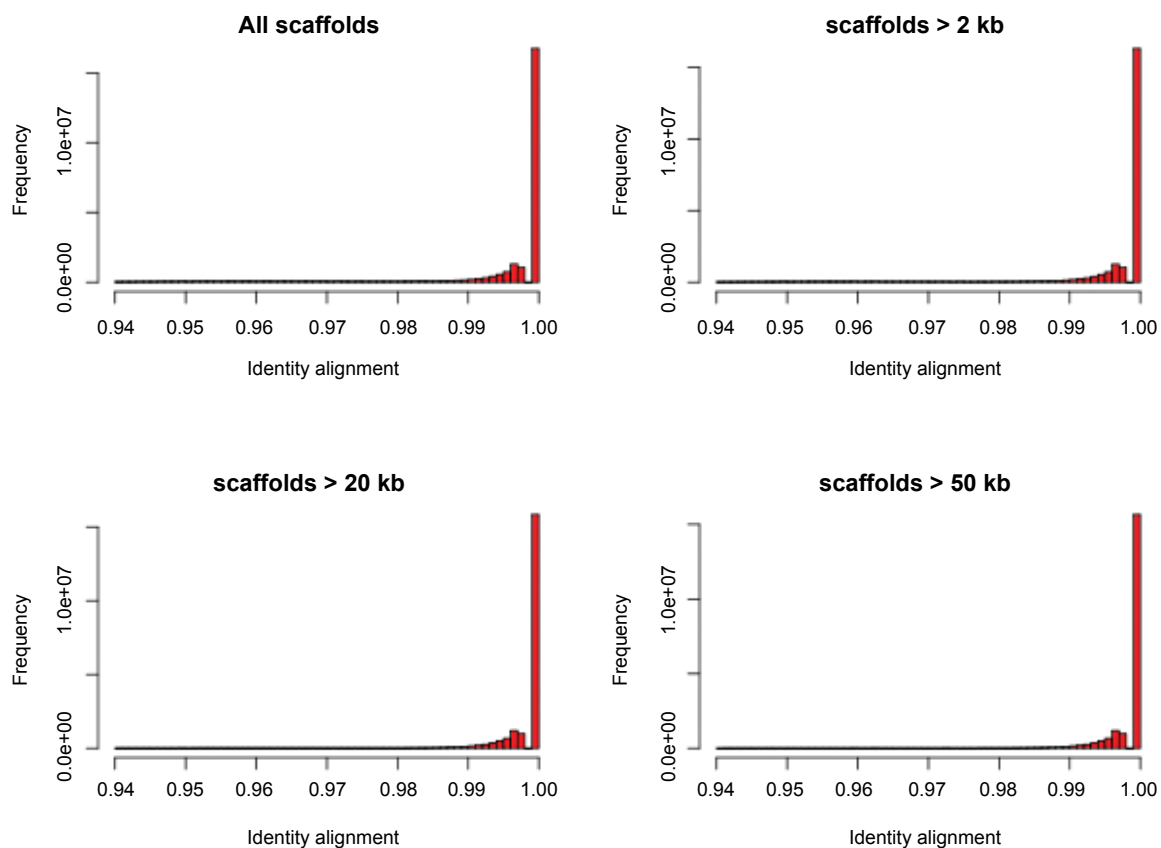 All scaffolds
Frequency
1.0e+07
0.0e+00
0.94 0.95 0.96 0.97 0.98 0.99 1.00
Identity alignment
scaffolds > 2 kb
Frequency
1.0e+07
0.0e+00
0.94 0.95 0.96 0.97 0.98 0.99 1.00
Identity alignment
scaffolds > 20 kb
Frequency
1.0e+07
0.0e+00
0.94 0.95 0.96 0.97 0.98 0.99 1.00
Identity alignment
scaffolds > 50 kb
Frequency
1.0e+07
0.0e+00
0.94 0.95 0.96 0.97 0.98 0.99 1.00
Identity alignment